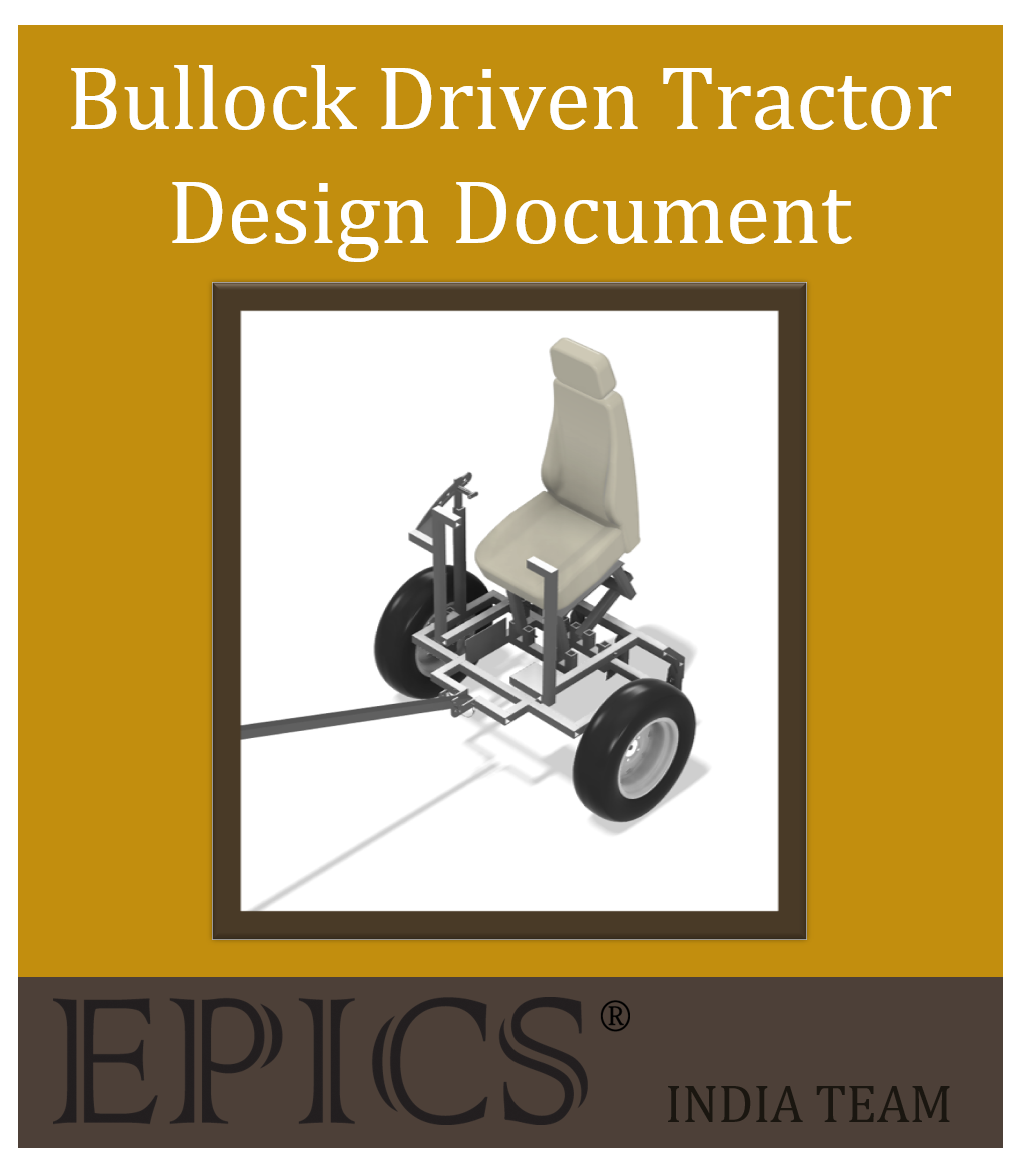 Bullock Driven Tractor
Design Document
EPICS®
INDIA TEAM